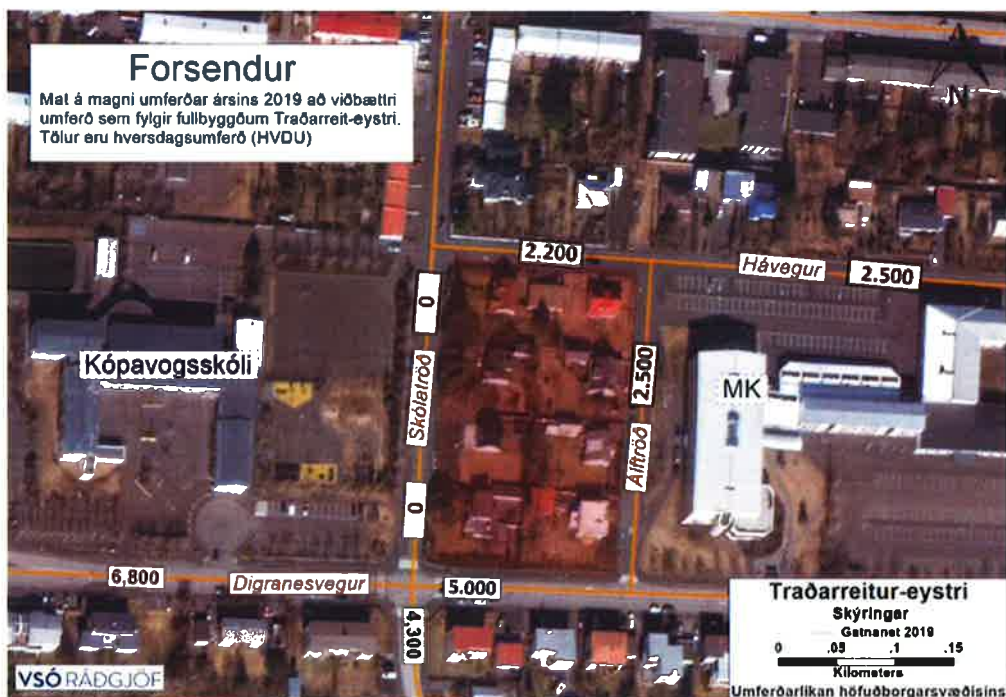 Forsendur
Mat á magni umferðar ársins 2019 að viðbættri
umferð sem fylgir fullbyggðum Traðarreit-eystri.
Tölur eru hversdagsumferð (HVDU)
N
2.200
Hávegur
2.500
0
Kópavogsskóli
Skólatröð
2.500
MK
Álftröð
0
6,800
Digranesvegur
5.000
4,300
Traðarreitur-eystri
Skýringar
Gatnanet 2019
0 .05 .1 .15
Kilometers
Umferðarlíkan höfuðborgarsvæðisins
VSÓ RÁÐGJÖF